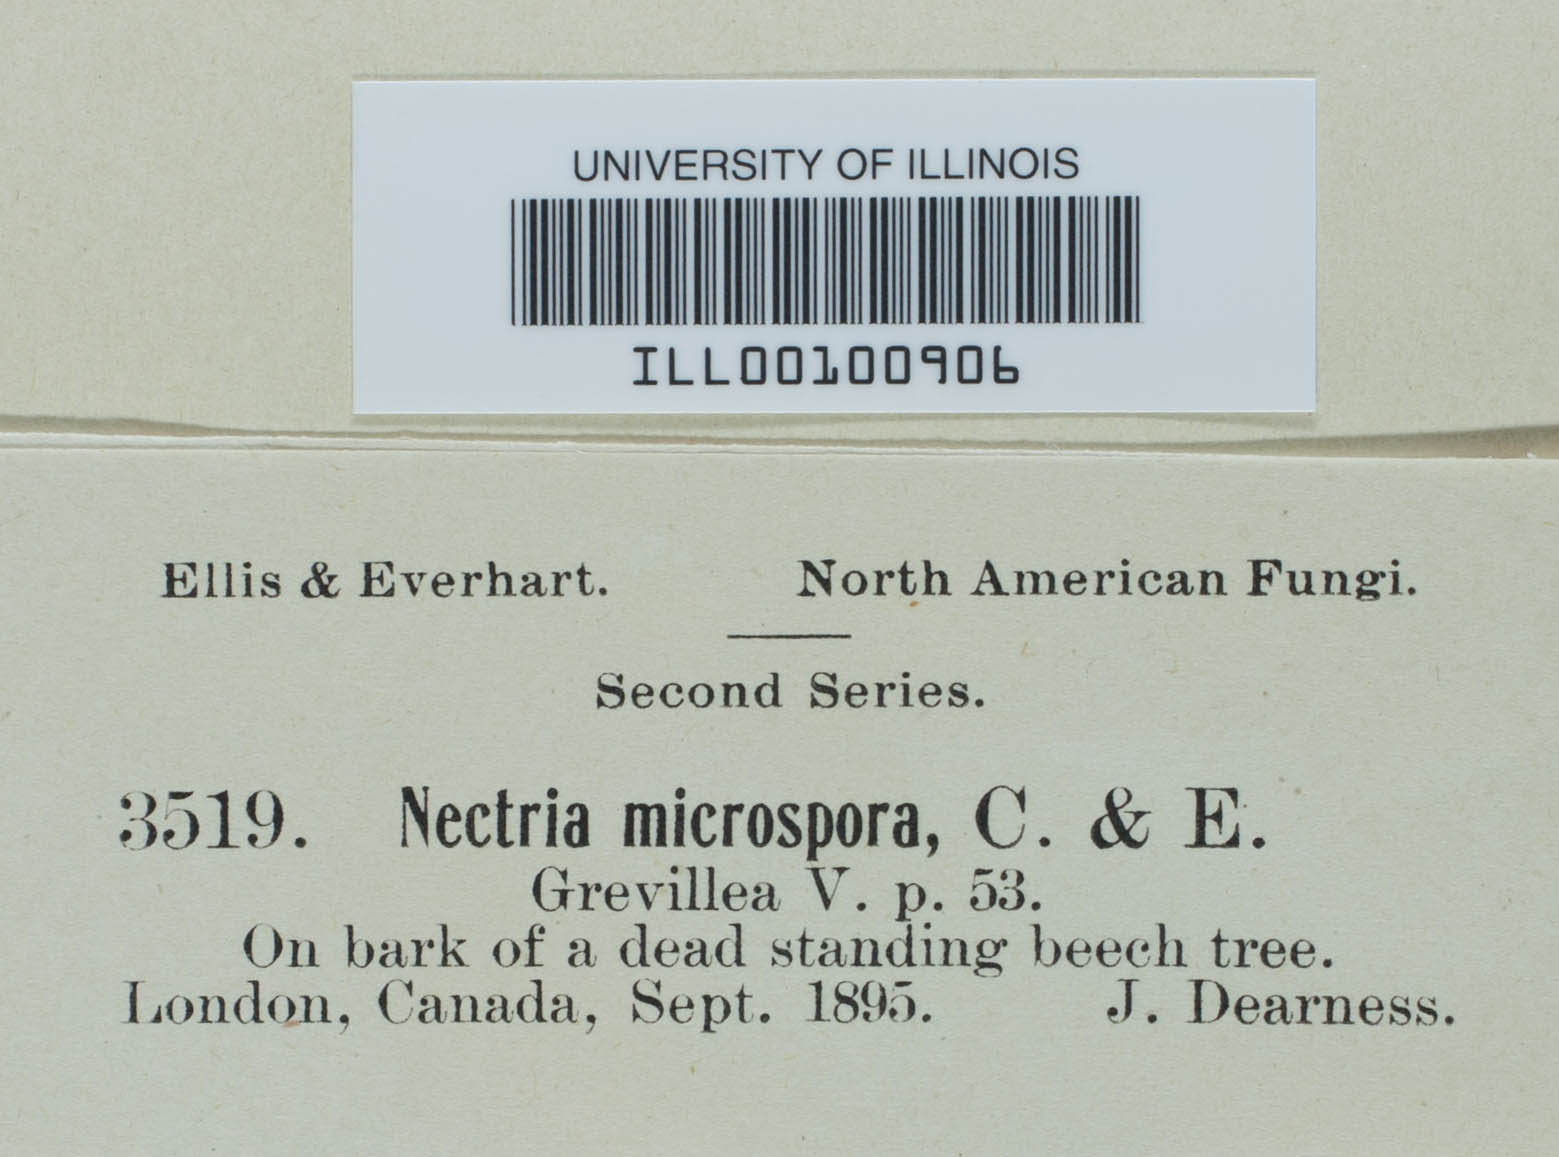 UNIVERSITY OF ILLINOIS
ILL00100906
Ellis & Everhart. North American Fungi.
Second Series.
3519. Nectria microspora, C. & E.
Grevillea V. p. 53.
On bark of a dead standing beech tree.
London, Canada, Sept. 1895. J. Dearness.